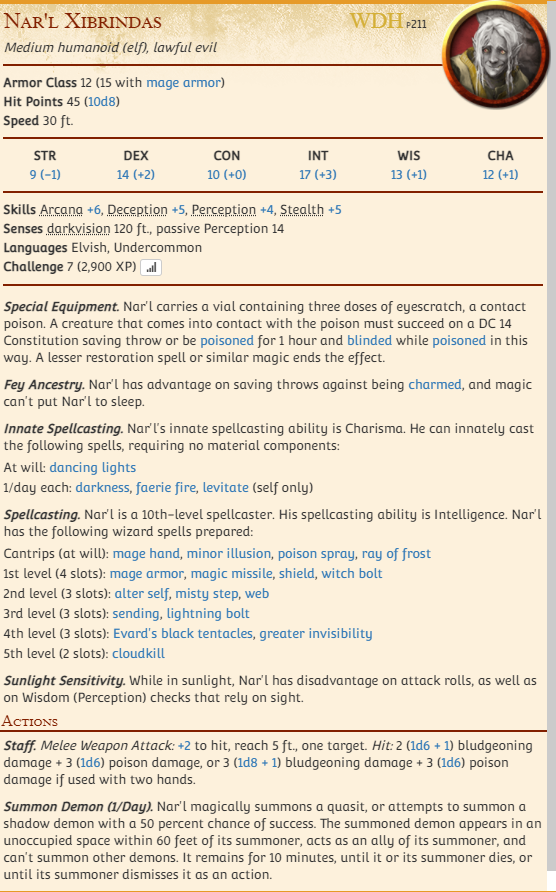 Nar'l Xibrindas
WDH P211
Medium humanoid (elf), lawful evil
Armor Class 12 (15 with mage armor)
Hit Points 45 (10d8)
Speed 30 ft.
STR DEX CON INT WIS CHA
9 (−1) 14 (+2) 10 (+0) 17 (+3) 13 (+1) 12 (+1)
Skills Arcana +6, Deception +5, Perception +4, Stealth +5
Senses darkvision 120 ft., passive Perception 14
Languages Elvish, Undercommon
Challenge 7 (2,900 XP)
Special Equipment. Nar'l carries a vial containing three doses of eyescratch, a contact
poison. A creature that comes into contact with the poison must succeed on a DC 14
Constitution saving throw or be poisoned for 1 hour and blinded while poisoned in this
way. A lesser restoration spell or similar magic ends the effect.
Fey Ancestry. Nar'l has advantage on saving throws against being charmed, and magic
can't put Nar'l to sleep.
Innate Spellcasting. Nar'l's innate spellcasting ability is Charisma. He can innately cast
the following spells, requiring no material components:
At will: dancing lights
1/day each: darkness, faerie fire, levitate (self only)
Spellcasting. Nar'l is a 10th-level spellcaster. His spellcasting ability is Intelligence. Nar'l
has the following wizard spells prepared:
Cantrips (at will): mage hand, minor illusion, poison spray, ray of frost
1st level (4 slots): mage armor, magic missile, shield, witch bolt
2nd level (3 slots): alter self, misty step, web
3rd level (3 slots): sending, lightning bolt
4th level (3 slots): Evard's black tentacles, greater invisibility
5th level (2 slots): cloudkill
Sunlight Sensitivity. While in sunlight, Nar'l has disadvantage on attack rolls, as well as
on Wisdom (Perception) checks that rely on sight.
Actions
Staff. Melee Weapon Attack: +2 to hit, reach 5 ft., one target. Hit: 2 (1d6 + 1) bludgeoning
damage + 3 (1d6) poison damage, or 3 (1d8 + 1) bludgeoning damage + 3 (1d6) poison
damage if used with two hands.
Summon Demon (1/Day). Nar'l magically summons a quasit, or attempts to summon a
shadow demon with a 50 percent chance of success. The summoned demon appears in an
unoccupied space within 60 feet of its summoner, acts as an ally of its summoner, and
can't summon other demons. It remains for 10 minutes, until it or its summoner dies, or
until its summoner dismisses it as an action.